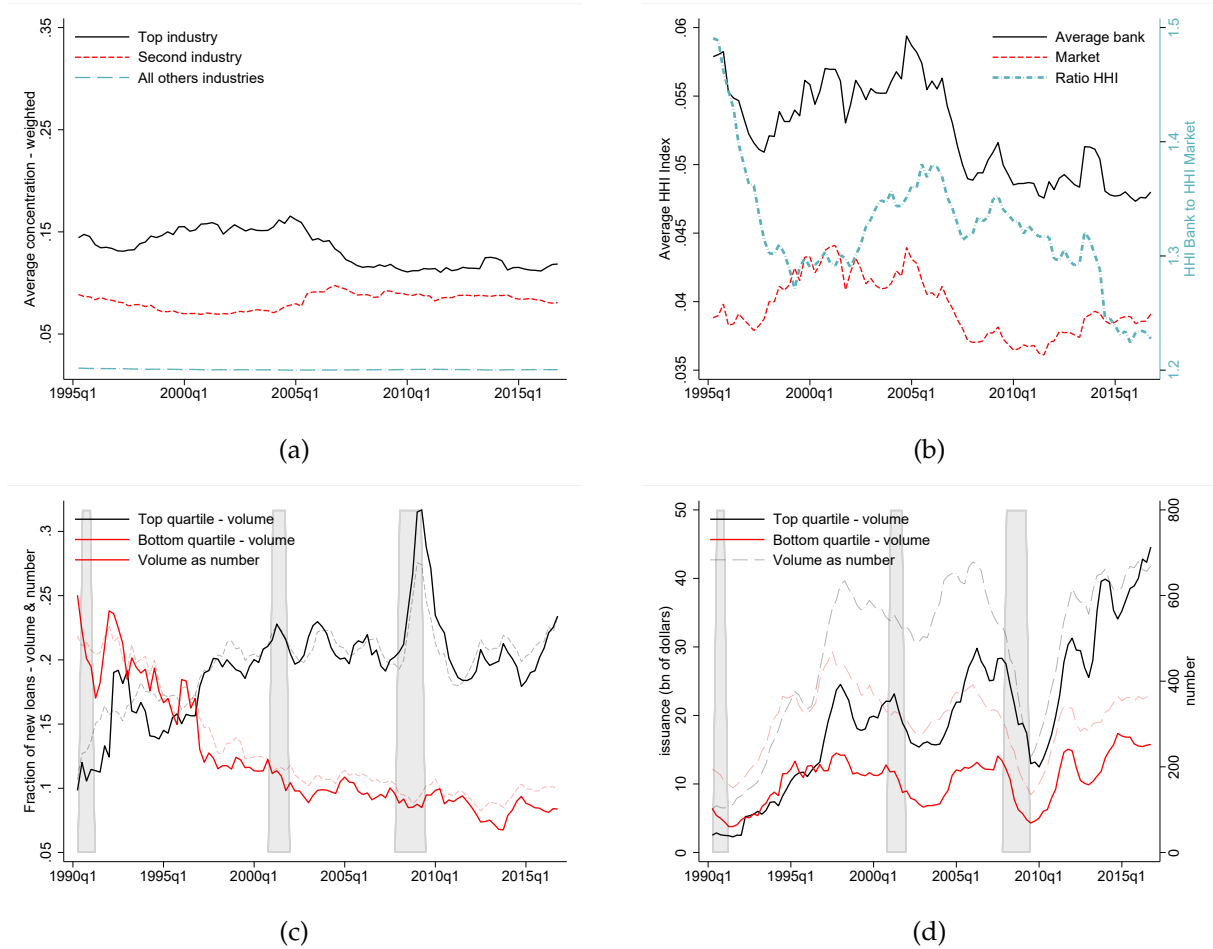 Average concentration - weighted
.35
.25
.15
.05
Top industry
Second industry
All others industries
1995q1 2000q1 2005q1 2010q1 2015q1
(a)
Average HHI Index
.06
.055
.05
.045
.04
.035
Average bank
Market
Ratio HHI
1.5
1.4
1.3
1.2
HHI Bank to HHI Market
1995q1 2000q1 2005q1 2010q1 2015q1
(b)
Fraction of new loans - volume & number
.3
.25
.2
.15
.1
.05
Top quartile - volume
Bottom quartile - volume
Volume as number
1990q1 1995q1 2000q1 2005q1 2010q1 2015q1
(c)
issuance (bn of dollars)
50
40
30
20
10
0
Top quartile - volume
Bottom quartile - volume
Volume as number
800
600
400
200
0
number
1990q1 1995q1 2000q1 2005q1 2010q1 2015q1
(d)